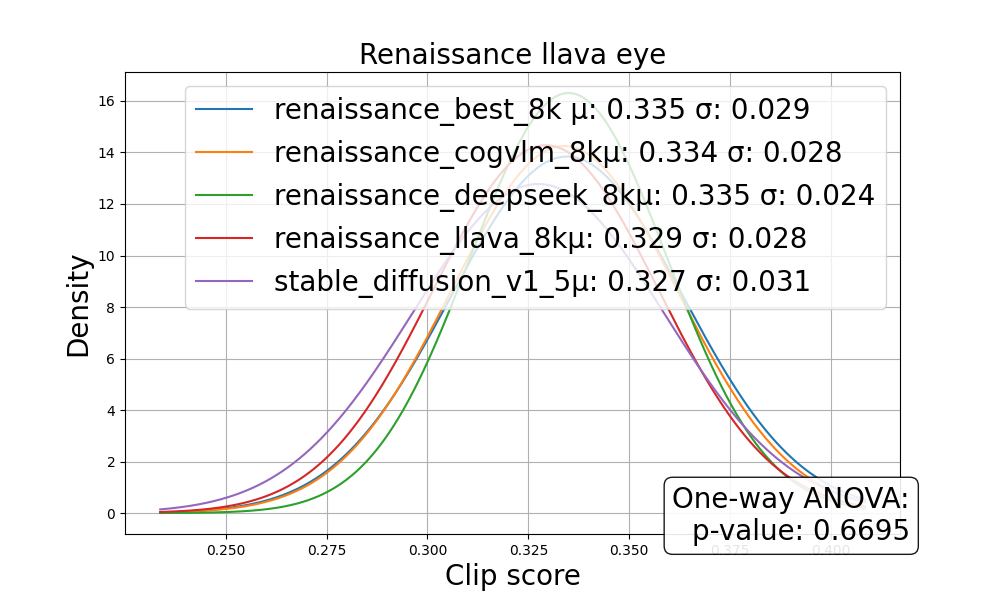 Renaissance llava eye
renaissance_best_8k μ: 0.335 σ: 0.029
renaissance_cogvlm_8kμ: 0.334 σ: 0.028
renaissance_deepseek_8kμ: 0.335 σ: 0.024
renaissance_llava_8kμ: 0.329 σ: 0.028
stable_diffusion_v1_5μ: 0.327 σ: 0.031
Density
16
14
12
10
8
6
4
2
0
One-way ANOVA:
p-value: 0.6695
0.250 0.275 0.300 0.325 0.350 0.375 0.400
Clip score